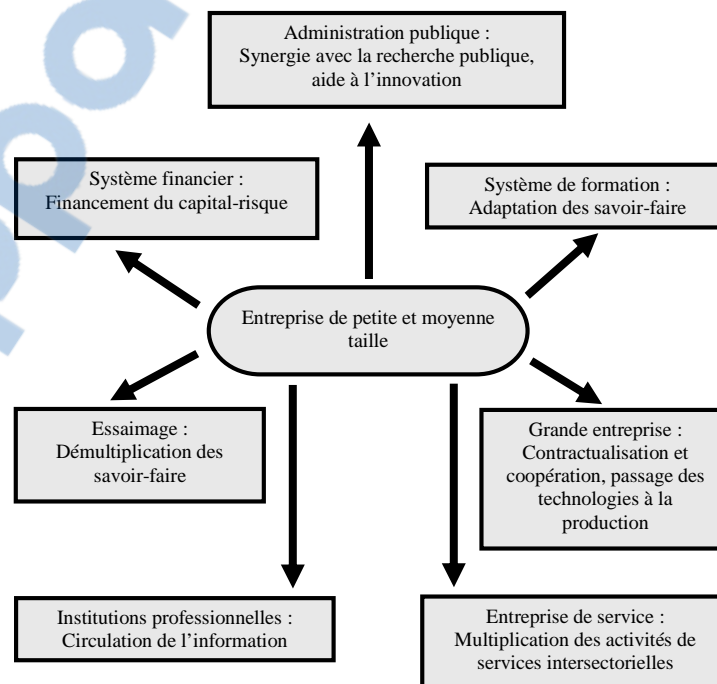 Administration publique :
Synergie avec la recherche publique,
aide à l’innovation
Système financier :
Financement du capital-risque
Système de formation :
Adaptation des savoir-faire
Entreprise de petite et moyenne
taille
Essaimage :
Démultiplication des
savoir-faire
Grande entreprise :
Contractualisation et
coopération, passage des
technologies à la
production
Institutions professionnelles :
Circulation de l’information
Entreprise de service :
Multiplication des activités de
services intersectorielles